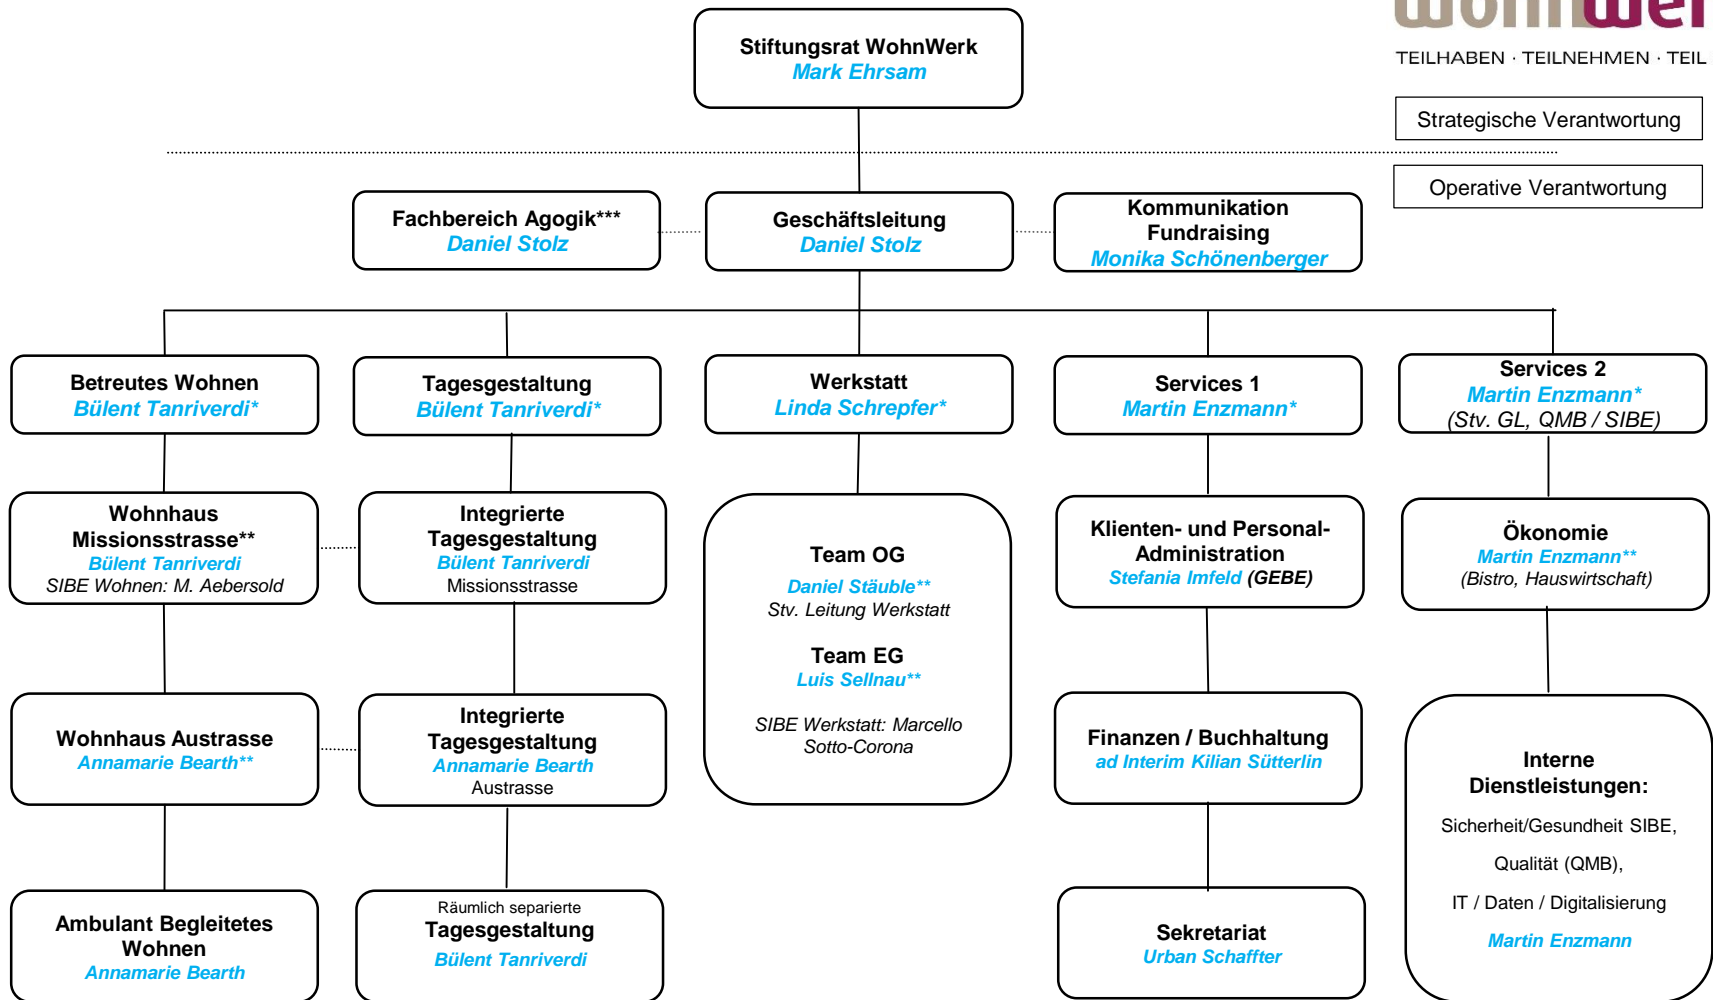 Stiftungsrat WohnWerk
Mark Ehrsam
TEILHABEN · TEILNEHMEN · TEIL
Strategische Verantwortung
Operative Verantwortung
Fachbereich Agogik***
Daniel Stolz
Geschäftsleitung
Daniel Stolz
Kommunikation
Fundraising
Monika Schönenberger
Betreutes Wohnen
Bülent Tanriverdi*
Tagesgestaltung
Bülent Tanriverdi*
Werkstatt
Linda Schrepfer*
Services 1
Martin Enzmann*
Services 2
Martin Enzmann*
(Stv. GL, QMB / SIBE)
Wohnhaus
Missionsstrasse**
Bülent Tanriverdi
SIBE Wohnen: M. Aebersold
Integrierte
Tagesgestaltung
Bülent Tanriverdi
Missionsstrasse
Team OG
Daniel Stäuble**
Stv. Leitung Werkstatt
Team EG
Luis Sellnau**
SIBE Werkstatt: Marcello
Sotto-Corona
Klienten- und Personal-
Administration
Stefania Imfeld (GEBE)
Ökonomie
Martin Enzmann**
(Bistro, Hauswirtschaft)
Wohnhaus Austrasse
Annamarie Bearth**
Integrierte
Tagesgestaltung
Annamarie Bearth
Austrasse
Finanzen / Buchhaltung
ad Interim Kilian Sütterlin
Interne
Dienstleistungen:
Sicherheit/Gesundheit SIBE,
Qualität (QMB),
IT / Daten / Digitalisierung
Martin Enzmann
Ambulant Begleitetes
Wohnen
Annamarie Bearth
Räumlich separierte
Tagesgestaltung
Bülent Tanriverdi
Sekretariat
Urban Schaffter